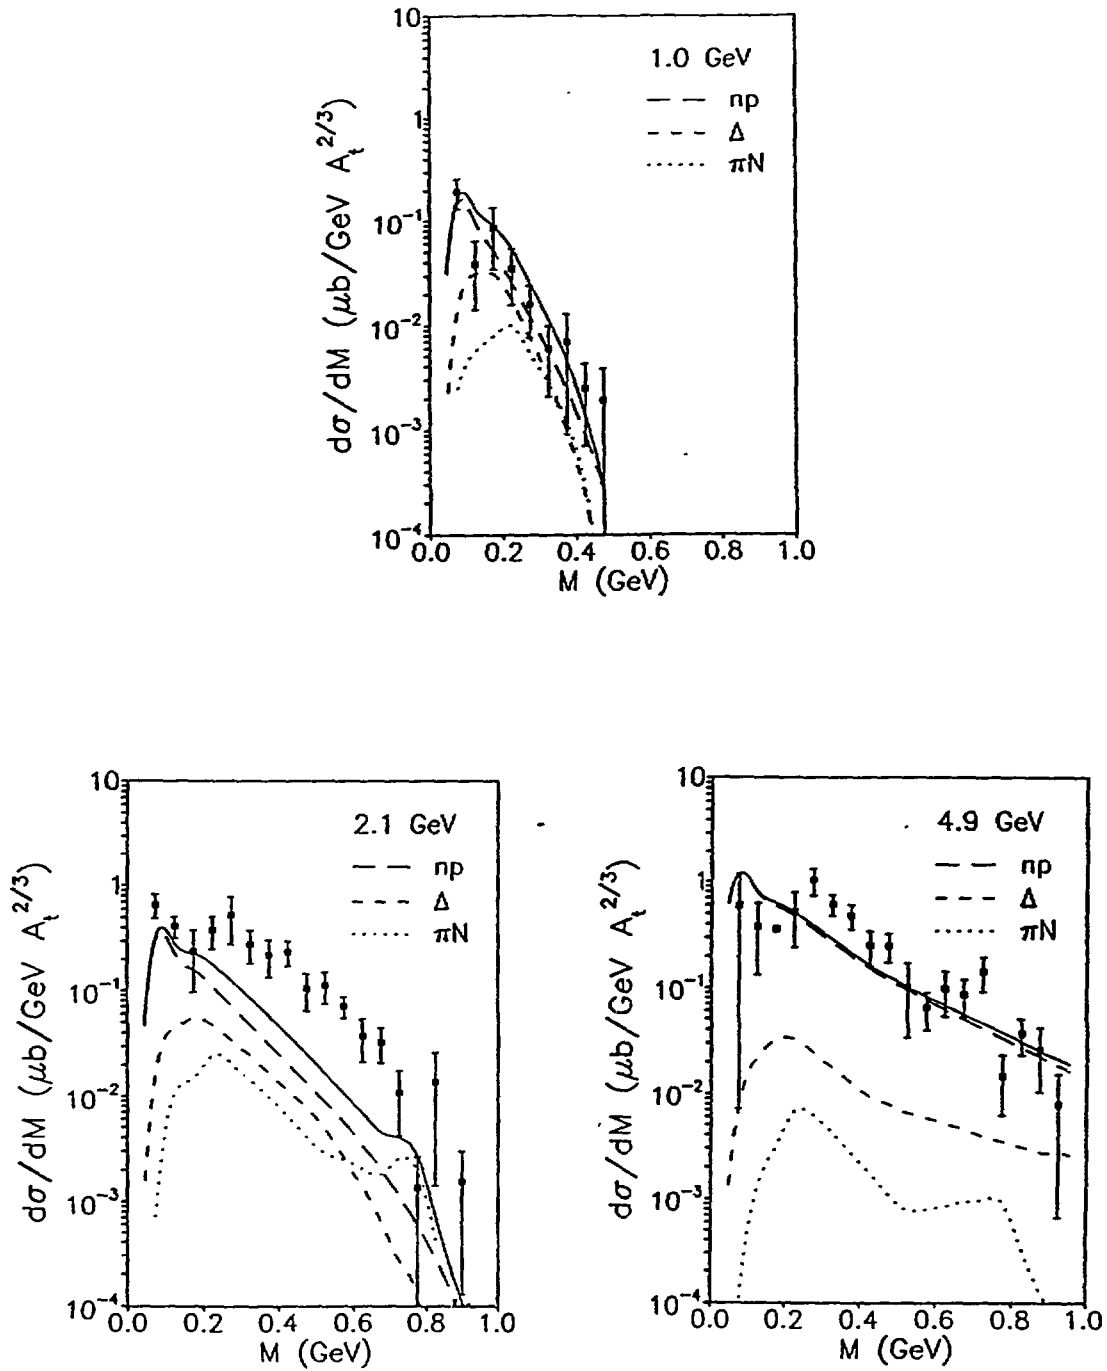 10
1
10⁻¹
10⁻²
10⁻³
10⁻⁴
dσ/dM (μb/GeV A_t^{2/3})
1.0 GeV
np
Δ
πN
0.0 0.2 0.4 0.6 0.8 1.0
M (GeV)
10
1
10⁻¹
10⁻²
10⁻³
10⁻⁴
dσ/dM (μb/GeV A_t^{2/3})
2.1 GeV
np
Δ
πN
0.0 0.2 0.4 0.6 0.8 1.0
M (GeV)
10
1
10⁻¹
10⁻²
10⁻³
10⁻⁴
dσ/dM (μb/GeV A_t^{2/3})
4.9 GeV
np
Δ
πN
0.0 0.2 0.4 0.6 0.8 1.0
M (GeV)